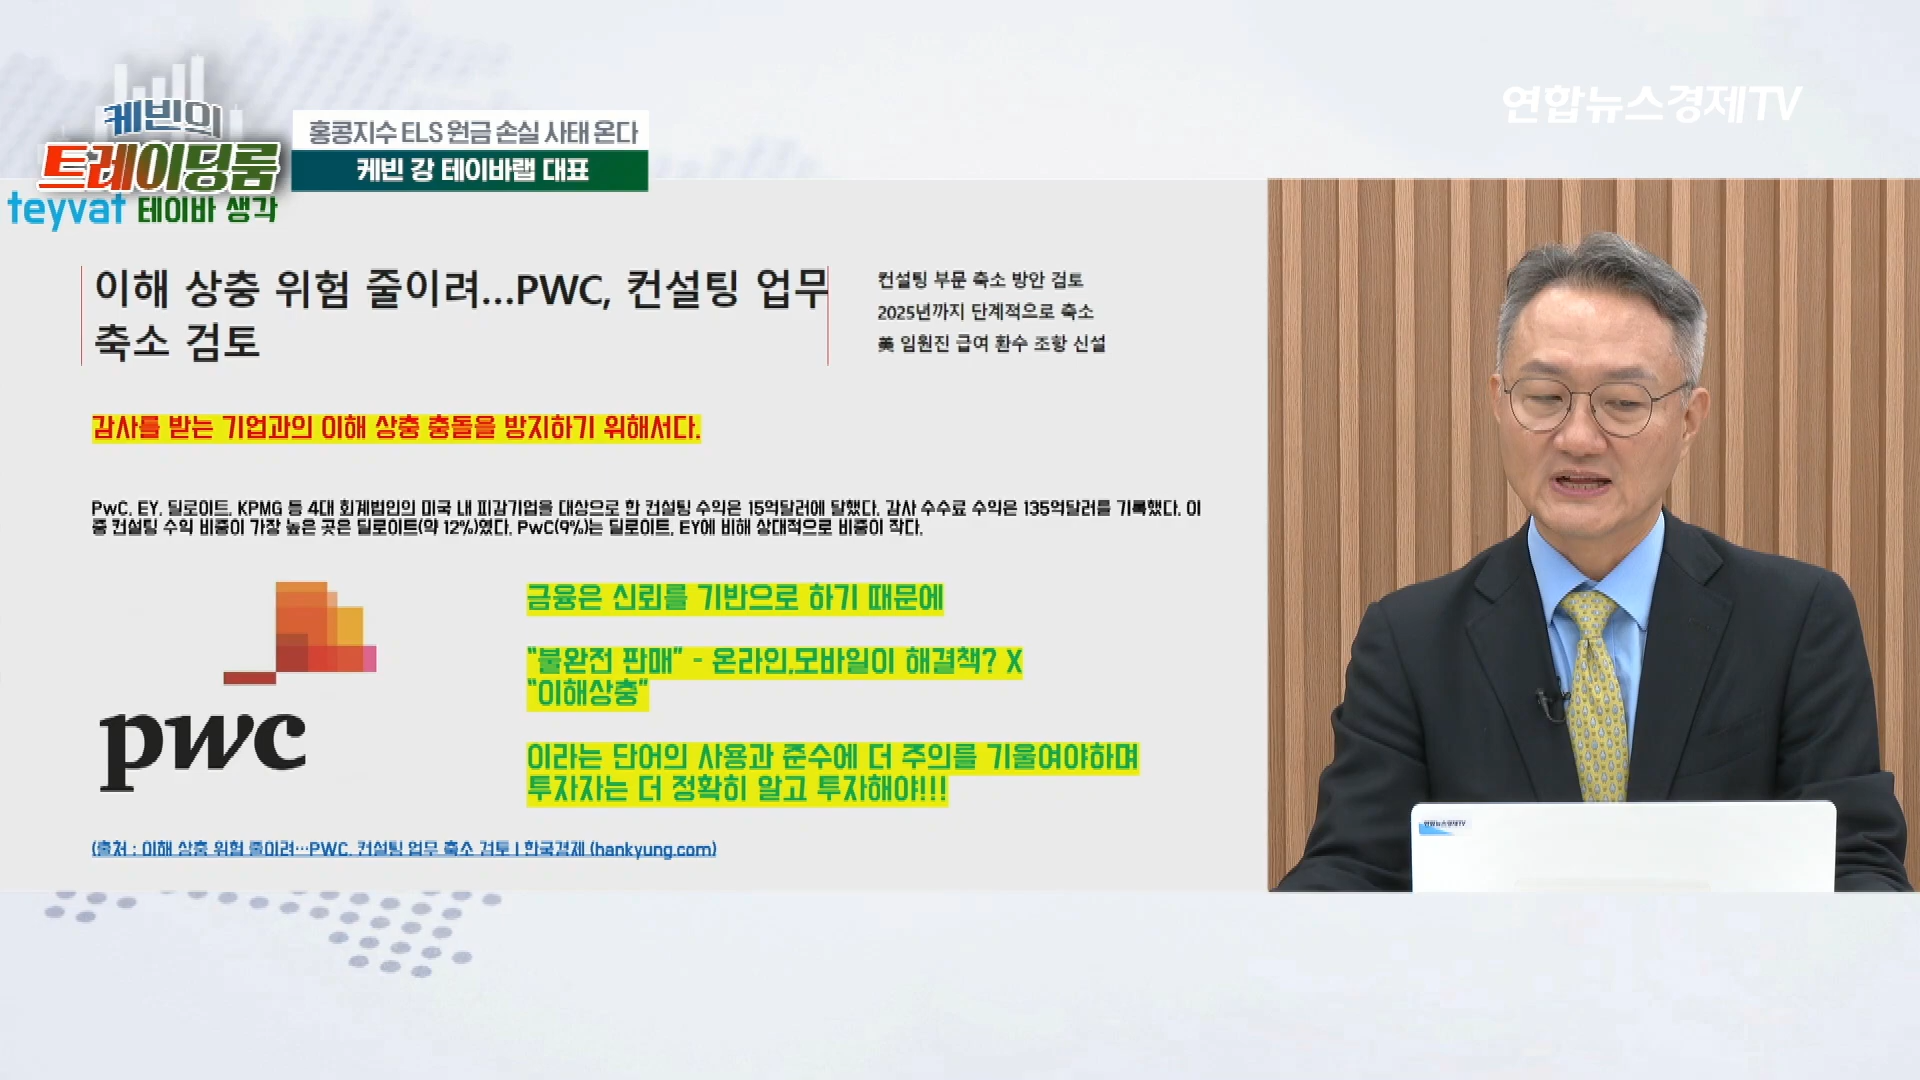 케빈의
트레이딩룸
teyvat 테이바 생각
홍콩지수 ELS 원금 손실 사태 온다
케빈 강 테이바랩 대표
연합뉴스경제TV
이해 상충 위험 줄이려...PWC, 컨설팅 업무
축소 검토
컨설팅 부문 축소 방안 검토
2025년까지 단계적으로 축소
美 임원진 급여 환수 조항 신설
감사를 받는 기업과의 이해 상충 충돌을 방지하기 위해서다.
PwC, EY, 딜로이트, KPMG 등 4대 회계법인의 미국 내 피감기업을 대상으로 한 컨설팅 수익은 15억달러에 달했다. 감사 수수료 수익은 135억달러를 기록했다. 이
중 컨설팅 수익 비중이 가장 높은 곳은 딜로이트(약 12%)였다. PwC(9%)는 딜로이트, EY에 비해 상대적으로 비중이 작다.
pwc
금융은 신뢰를 기반으로 하기 때문에
"불완전 판매" - 온라인,모바일이 해결책? X
"이해상충"
이라는 단어의 사용과 준수에 더 주의를 기울여야하며
투자자는 더 정확히 알고 투자해야!!!
(출처 : 이해 상충 위험 줄이려…PWC, 컨설팅 업무 축소 검토 | 한국경제 (hankyung.com)
연합뉴스경제TV